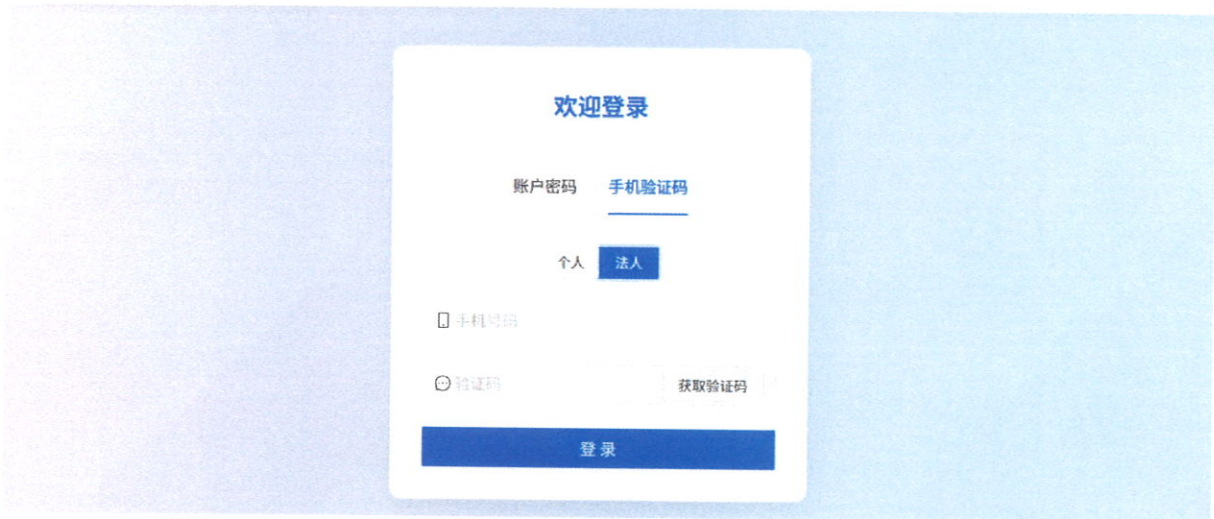 欢迎登录
账户密码 手机验证码
个人 法人
手机号码
验证码 获取验证码
登 录